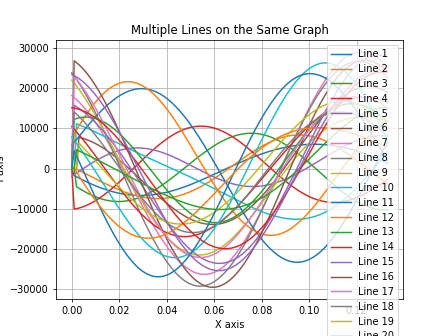 Multiple Lines on the Same Graph
30000
20000
10000
0
−10000
−20000
−30000
0.00 0.02 0.04 0.06 0.08 0.10
X axis
Line 1
Line 2
Line 3
Line 4
Line 5
Line 6
Line 7
Line 8
Line 9
Line 10
Line 11
Line 12
Line 13
Line 14
Line 15
Line 16
Line 17
Line 18
Line 19
Line 20